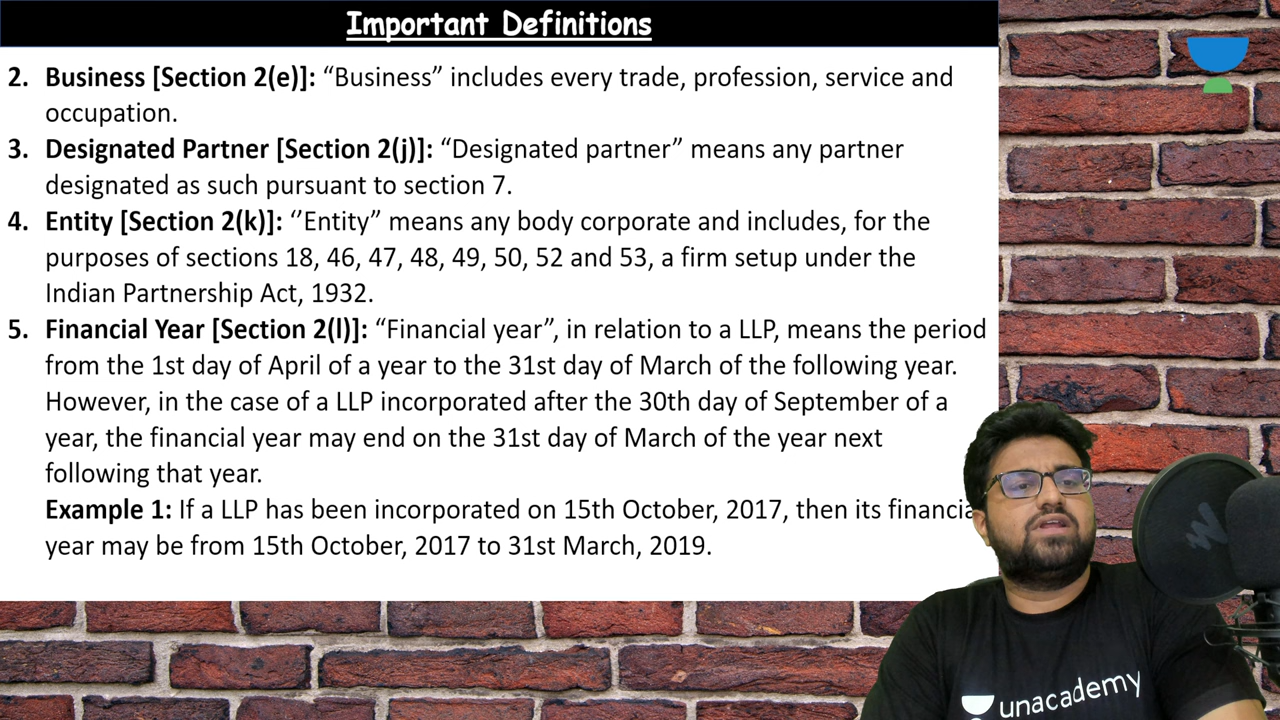 Important Definitions
2. Business [Section 2(e)]: “Business” includes every trade, profession, service and
occupation.
3. Designated Partner [Section 2(j)]: “Designated partner” means any partner
designated as such pursuant to section 7.
4. Entity [Section 2(k)]: ‘’Entity” means any body corporate and includes, for the
purposes of sections 18, 46, 47, 48, 49, 50, 52 and 53, a firm setup under the
Indian Partnership Act, 1932.
5. Financial Year [Section 2(l)]: “Financial year”, in relation to a LLP, means the period
from the 1st day of April of a year to the 31st day of March of the following year.
However, in the case of a LLP incorporated after the 30th day of September of a
year, the financial year may end on the 31st day of March of the year next
following that year.
Example 1: If a LLP has been incorporated on 15th October, 2017, then its financia
year may be from 15th October, 2017 to 31st March, 2019.
unacademy